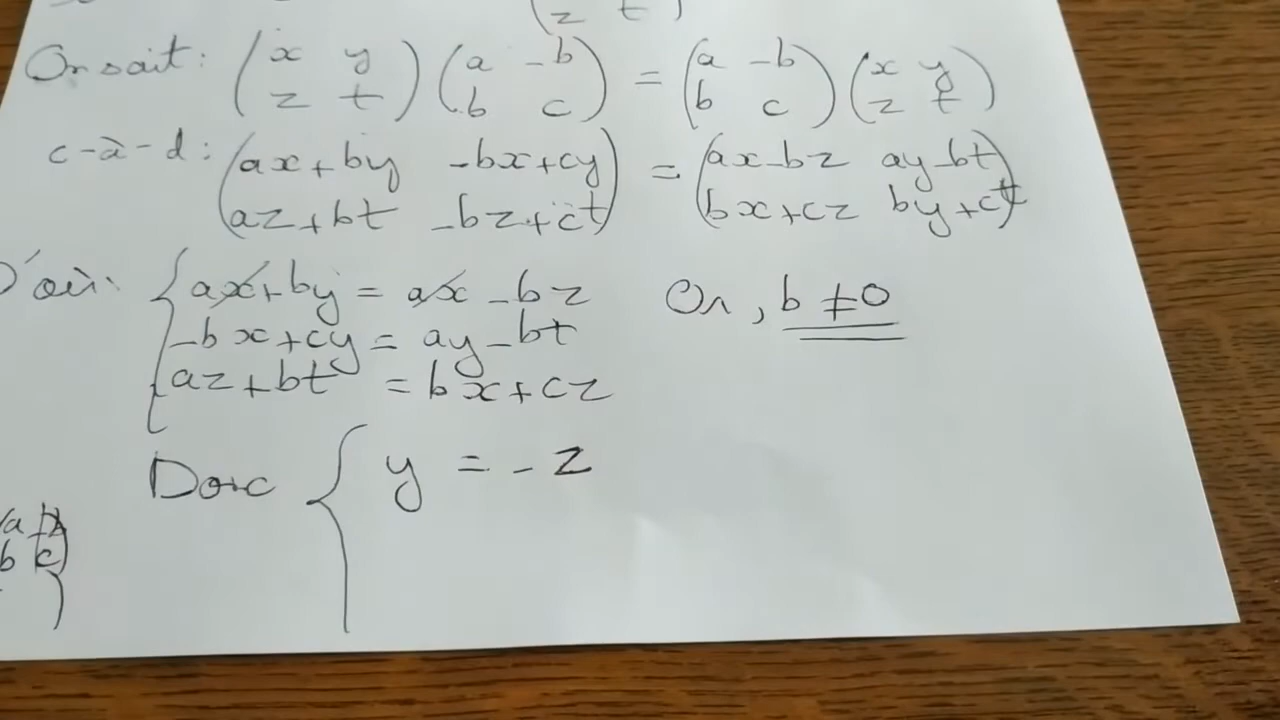 z t )
On sait : ( x y ) ( a -b ) = ( a -b ) ( x y )
( z t ) ( b c ) ( b c ) ( z t )
c-à-d : ( ax+by -bx+cy ) = ( ax-bz ay-bt )
( az+bt -bz+ct ) ( bx+cz by+ct )
D'où : { ax+by = ax -bz Or, b ≠ 0
-bx+cy = ay-bt
az+bt = bx+cz
Donc { y = -z
b c